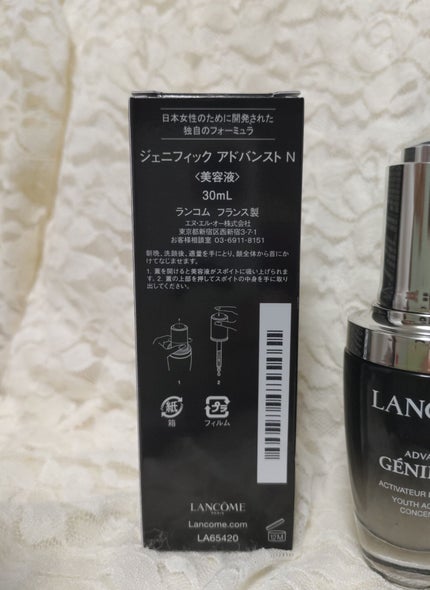 日本女性のために開発された
独自のフォーミュラ
ジェニフィック アドバンスト N
〈美容液〉
30mL
ランコム フランス製
エヌ・エル・オー株式会社
東京都新宿区西新宿3-7-1
お客様相談室 03-6911-8151
朝晩、洗顔後、適量を手にとり、顔全体から首にか
けてなじませます。
1. 蓋を開けると美容液がスポイトに吸い上げられま
す。2. 蓋の上部を押してスポイトの中身を手に取り
出してください。
1 2
紙 プラ
箱 フィルム
LANCÔME
PARIS
Lancome.com
LA65420
12M
LANC
ADVA
GÉNI
ACTIVATEUR
YOUTH AC
CONCE